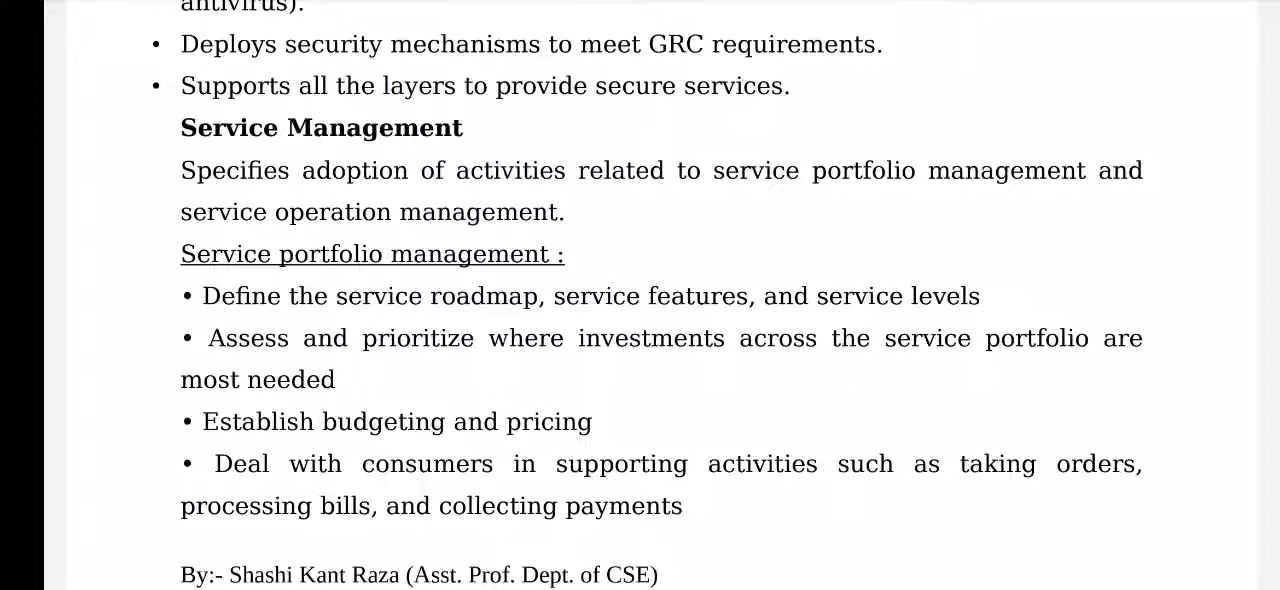 antivirus).
• Deploys security mechanisms to meet GRC requirements.
• Supports all the layers to provide secure services.
Service Management
Specifies adoption of activities related to service portfolio management and
service operation management.
Service portfolio management :
• Define the service roadmap, service features, and service levels
• Assess and prioritize where investments across the service portfolio are
most needed
• Establish budgeting and pricing
• Deal with consumers in supporting activities such as taking orders,
processing bills, and collecting payments
By:- Shashi Kant Raza (Asst. Prof. Dept. of CSE)